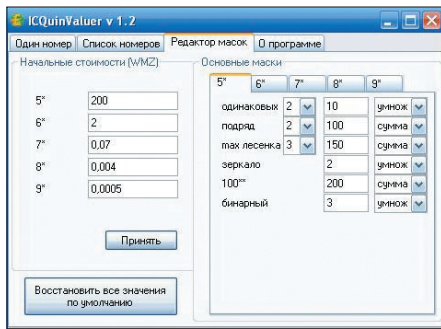 ICQuinValuer v 1.2
Один номер Список номеров Редактор масок О программе
Начальные стоимости (WMZ)
5* 200
6* 2
7* 0,07
8* 0,004
9* 0,0005
Принять
Восстановить все значения
по умолчанию
Основные маски
5* 6* 7* 8* 9*
одинаковых 2 10 умнож
подряд 2 100 сумма
max лесенка 3 150 сумма
зеркало 2 умнож
100** 200 сумма
бинарный 3 умнож